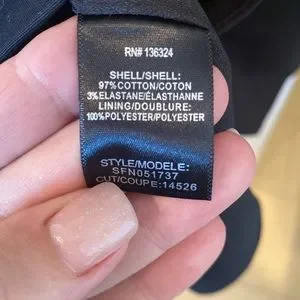 RN# 136324
SHELL/SHELL:
97%COTTON/COTON
3%ELASTANE/ÉLASTHANNE
LINING/DOUBLURE:
100%POLYESTER/POLYESTER
STYLE/MODELE:
SFN051737
CUT/COUPE:14526